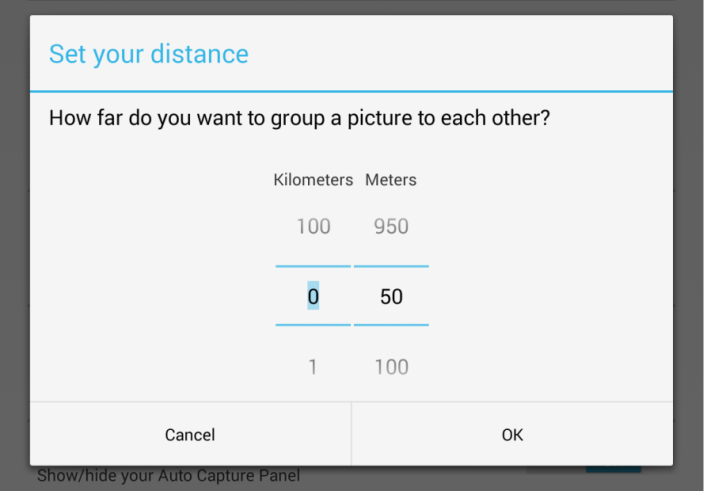 Set your distance
How far do you want to group a picture to each other?
Kilometers Meters
100 950
0 50
1 100
Cancel OK
Show/hide your Auto Capture Panel